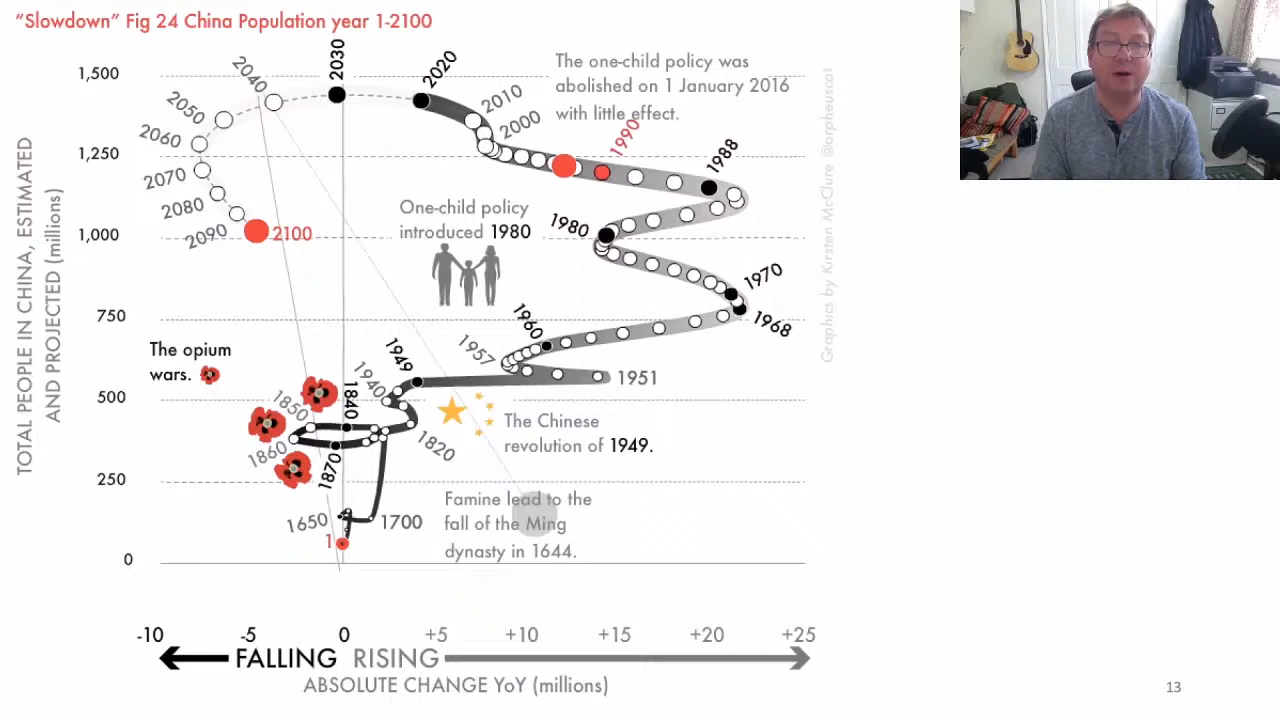 “Slowdown” Fig 24 China Population year 1-2100
TOTAL PEOPLE IN CHINA, ESTIMATED
AND PROJECTED (millions)
1,500
1,250
1,000
750
500
250
0
2030
2020
2040
2010
2050
2000
2060
2070
2080
2090
2100
The one-child policy was
abolished on 1 January 2016
with little effect.
1990
1988
One-child policy
introduced 1980
1980
1970
1968
1960
1957
1951
1949
1940
The opium
wars.
1850
1840
1860
1870
1820
The Chinese
revolution of 1949.
1650
1700
1
Famine lead to the
fall of the Ming
dynasty in 1644.
Graphics by Kirsten McClure @orpheuscat
-10
-5
0
+5
+10
+15
+20
+25
FALLING RISING
ABSOLUTE CHANGE YoY (millions)
13